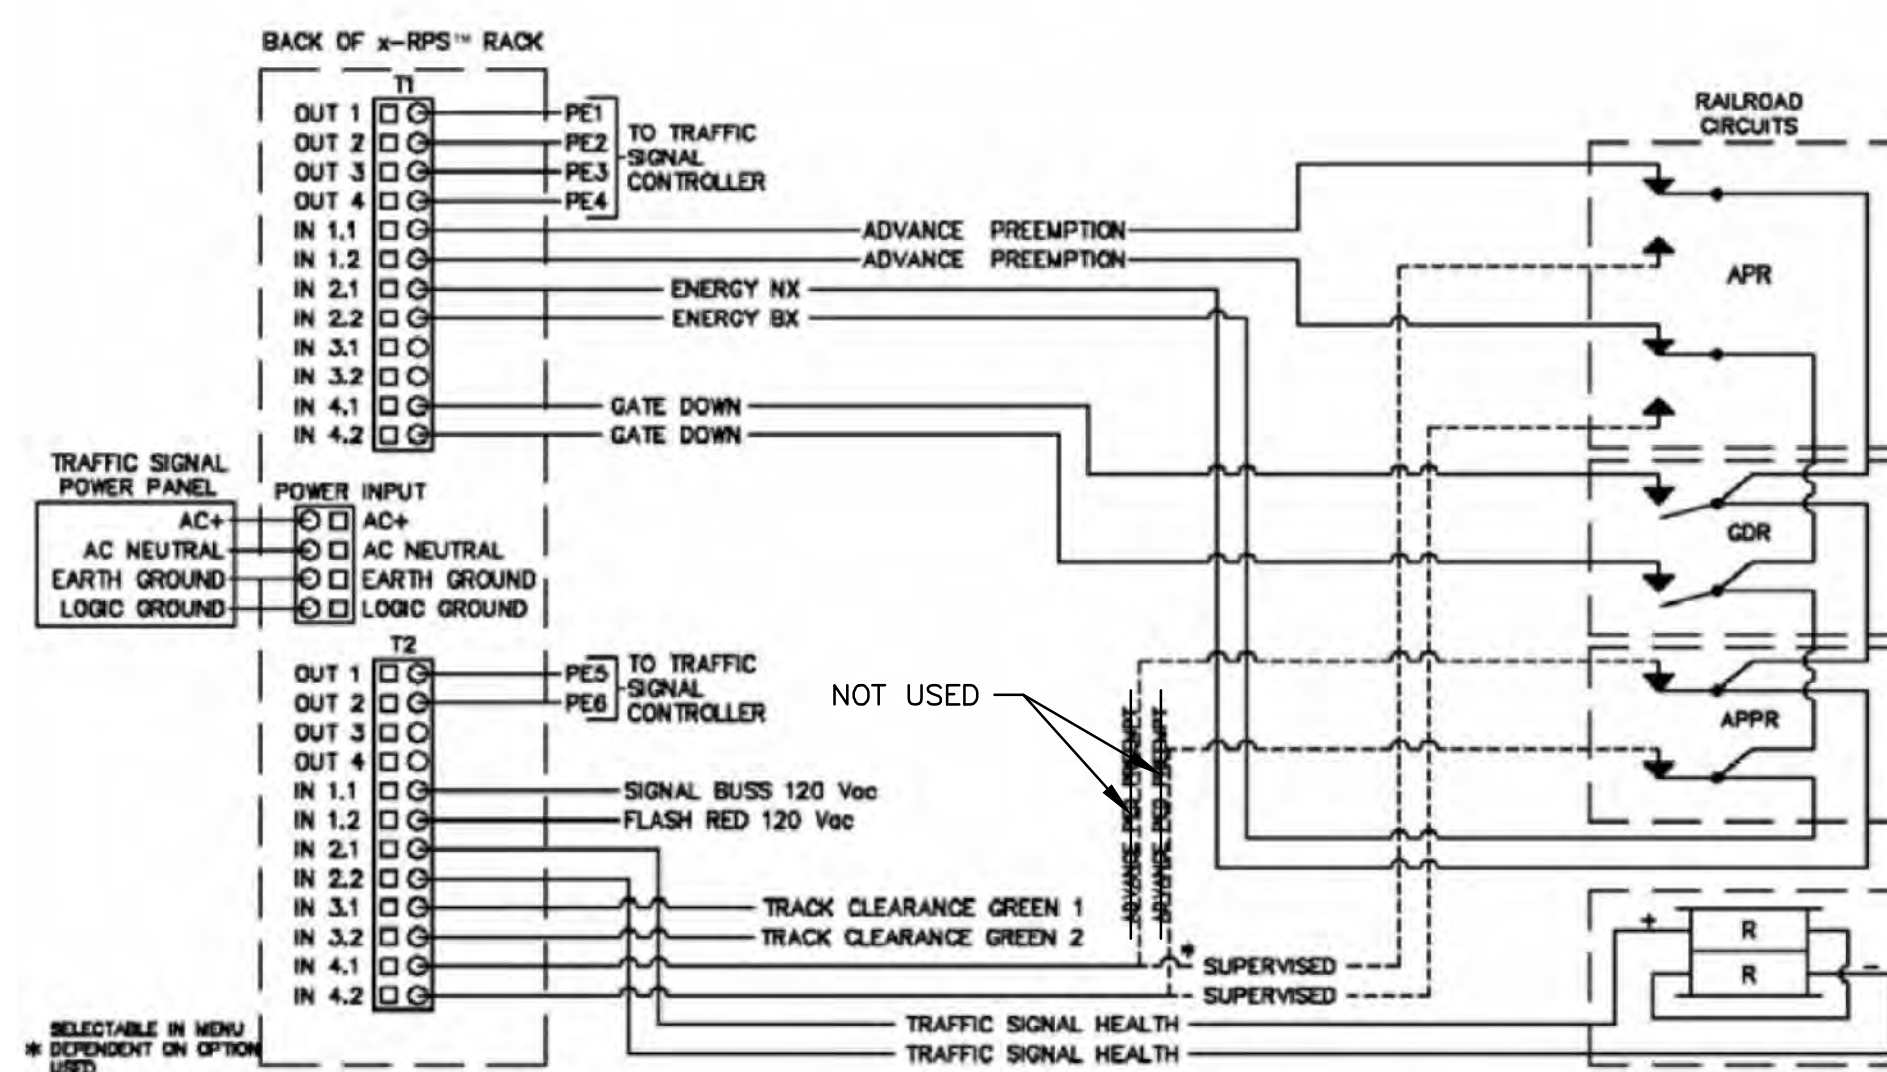 BACK OF x-RPS™ RACK
T1
OUT 1
OUT 2
OUT 3
OUT 4
IN 1.1
IN 1.2
IN 2.1
IN 2.2
IN 3.1
IN 3.2
IN 4.1
IN 4.2
PE1
PE2
PE3
PE4
TO TRAFFIC
SIGNAL
CONTROLLER
ADVANCE PREEMPTION
ADVANCE PREEMPTION
ENERGY NX
ENERGY BX
GATE DOWN
GATE DOWN
RAILROAD
CIRCUITS
APR
GDR
APPR
TRAFFIC SIGNAL
POWER PANEL
AC+
AC NEUTRAL
EARTH GROUND
LOGIC GROUND
POWER INPUT
AC+
AC NEUTRAL
EARTH GROUND
LOGIC GROUND
T2
OUT 1
OUT 2
OUT 3
OUT 4
IN 1.1
IN 1.2
IN 2.1
IN 2.2
IN 3.1
IN 3.2
IN 4.1
IN 4.2
PE5
PE6
TO TRAFFIC
SIGNAL
CONTROLLER
NOT USED
ADVANCE PED PREEMPT
ADVANCE PED PREEMPT
SIGNAL BUSS 120 Vac
FLASH RED 120 Vac
TRACK CLEARANCE GREEN 1
TRACK CLEARANCE GREEN 2
* SUPERVISED
SUPERVISED
TRAFFIC SIGNAL HEALTH
TRAFFIC SIGNAL HEALTH
+
R
R
-
SELECTABLE IN MENU
* DEPENDENT ON OPTION
USED